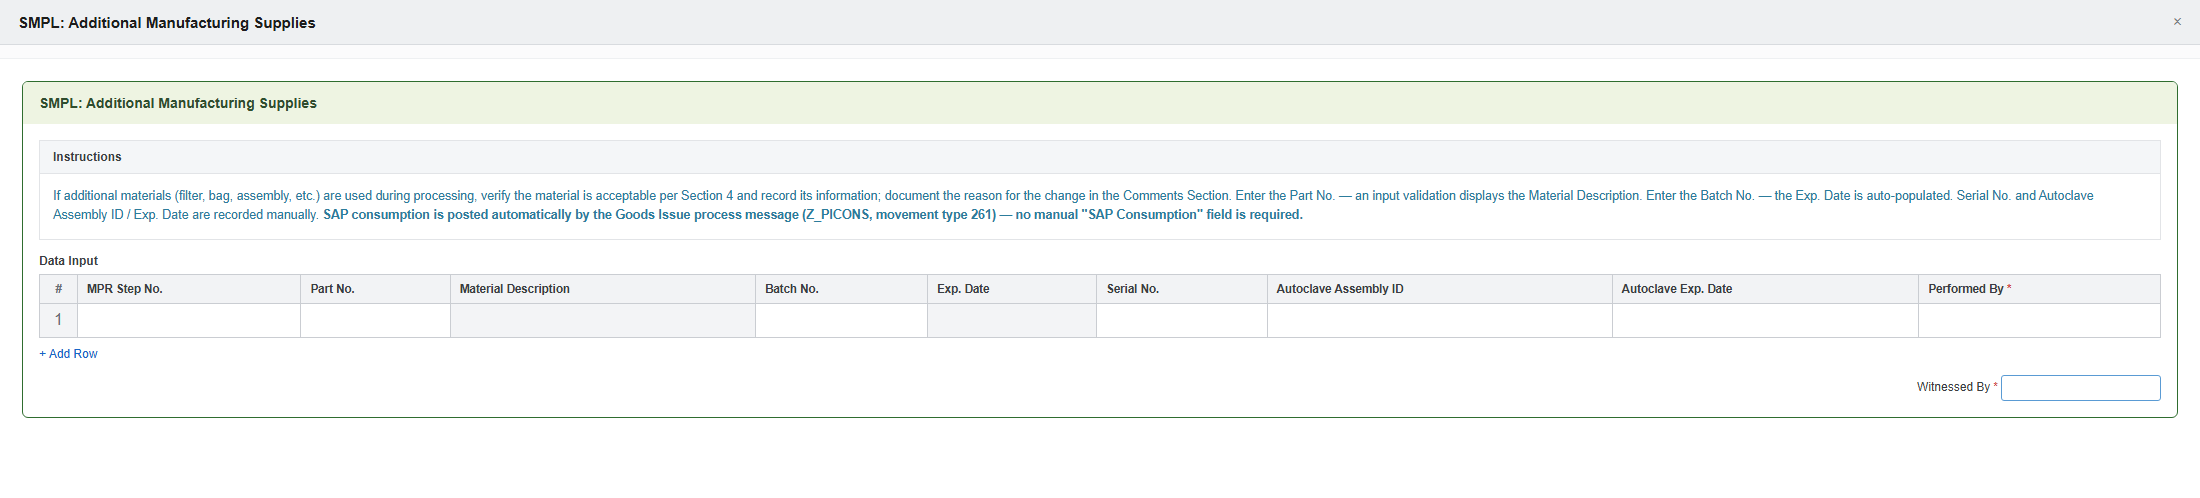 SMPL: Additional Manufacturing Supplies
×
SMPL: Additional Manufacturing Supplies
Instructions
If additional materials (filter, bag, assembly, etc.) are used during processing, verify the material is acceptable per Section 4 and record its information; document the reason for the change in the Comments Section. Enter the Part No. — an input validation displays the Material Description. Enter the Batch No. — the Exp. Date is auto-populated. Serial No. and Autoclave
Assembly ID / Exp. Date are recorded manually. SAP consumption is posted automatically by the Goods Issue process message (Z_PICONS, movement type 261) — no manual "SAP Consumption" field is required.
Data Input
# MPR Step No. Part No. Material Description Batch No. Exp. Date Serial No. Autoclave Assembly ID Autoclave Exp. Date Performed By *
1
+ Add Row
Witnessed By *